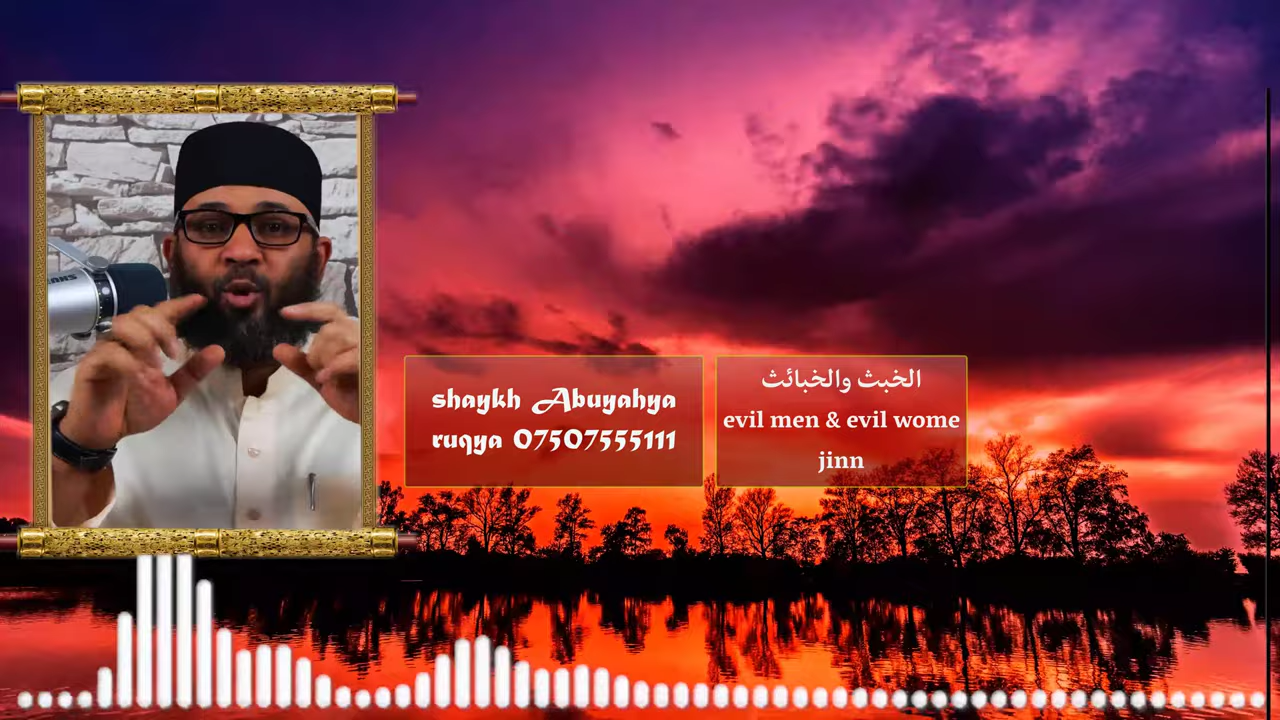 shaykh Abuyahya
ruqya 07507555111
الخبث والخبائث
evil men & evil wome
jinn